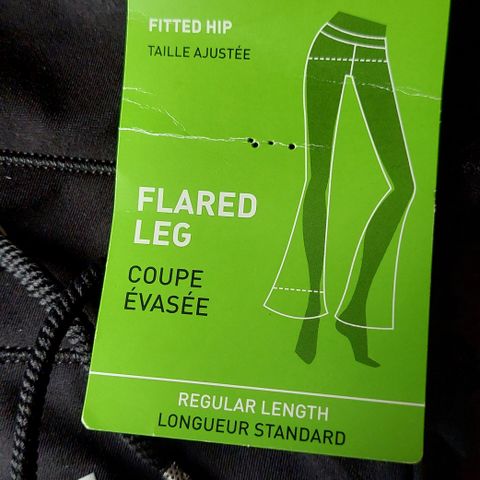 FITTED HIP
TAILLE AJUSTÉE
FLARED
LEG
COUPE
ÉVASÉE
REGULAR LENGTH
LONGUEUR STANDARD